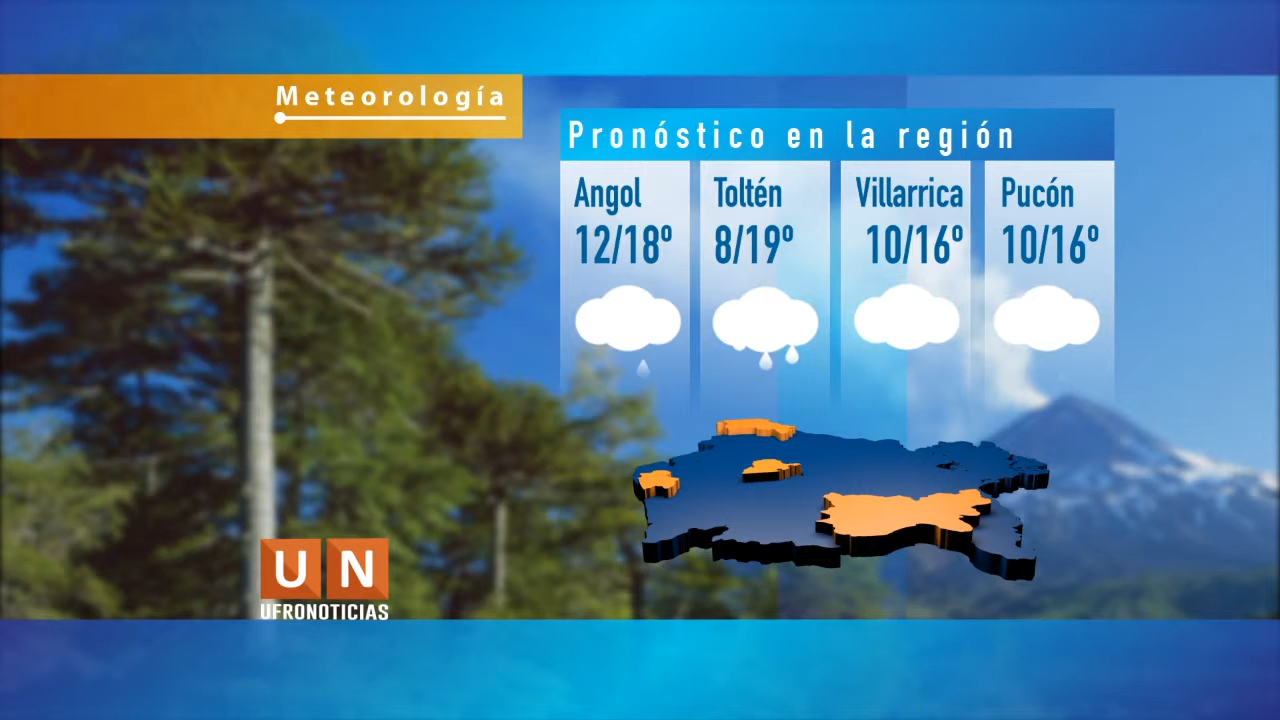 Meteorología
Pronóstico en la región
Angol
12/18º
Toltén
8/19º
Villarrica
10/16º
Pucón
10/16º
UN
UFRONOTICIAS